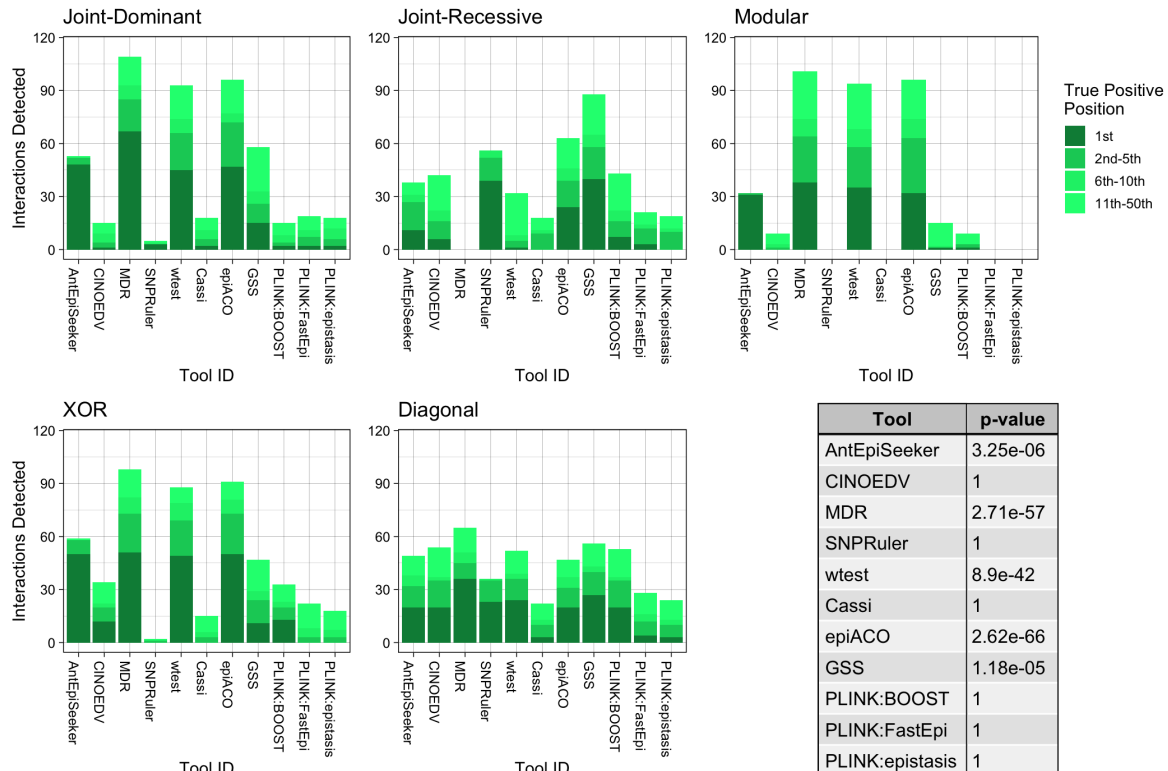 Joint-Dominant
120
90
60
30
0
Interactions Detected
AntEpiSeeker
CINOEDV
MDR
SNPRuler
wtest
Cassi
epiACO
GSS
PLINK:BOOST
PLINK:FastEpi
PLINK:epistasis
Tool ID
Joint-Recessive
120
90
60
30
0
AntEpiSeeker
CINOEDV
MDR
SNPRuler
wtest
Cassi
epiACO
GSS
PLINK:BOOST
PLINK:FastEpi
PLINK:epistasis
Tool ID
Modular
120
90
60
30
0
AntEpiSeeker
CINOEDV
MDR
SNPRuler
wtest
Cassi
epiACO
GSS
PLINK:BOOST
PLINK:FastEpi
PLINK:epistasis
Tool ID
True Positive
Position
1st
2nd-5th
6th-10th
11th-50th
XOR
120
90
60
30
0
Interactions Detected
AntEpiSeeker
CINOEDV
MDR
SNPRuler
wtest
Cassi
epiACO
GSS
PLINK:BOOST
PLINK:FastEpi
PLINK:epistasis
Tool ID
Diagonal
120
90
60
30
0
AntEpiSeeker
CINOEDV
MDR
SNPRuler
wtest
Cassi
epiACO
GSS
PLINK:BOOST
PLINK:FastEpi
PLINK:epistasis
Tool ID
Tool p-value
AntEpiSeeker 3.25e-06
CINOEDV 1
MDR 2.71e-57
SNPRuler 1
wtest 8.9e-42
Cassi 1
epiACO 2.62e-66
GSS 1.18e-05
PLINK:BOOST 1
PLINK:FastEpi 1
PLINK:epistasis 1